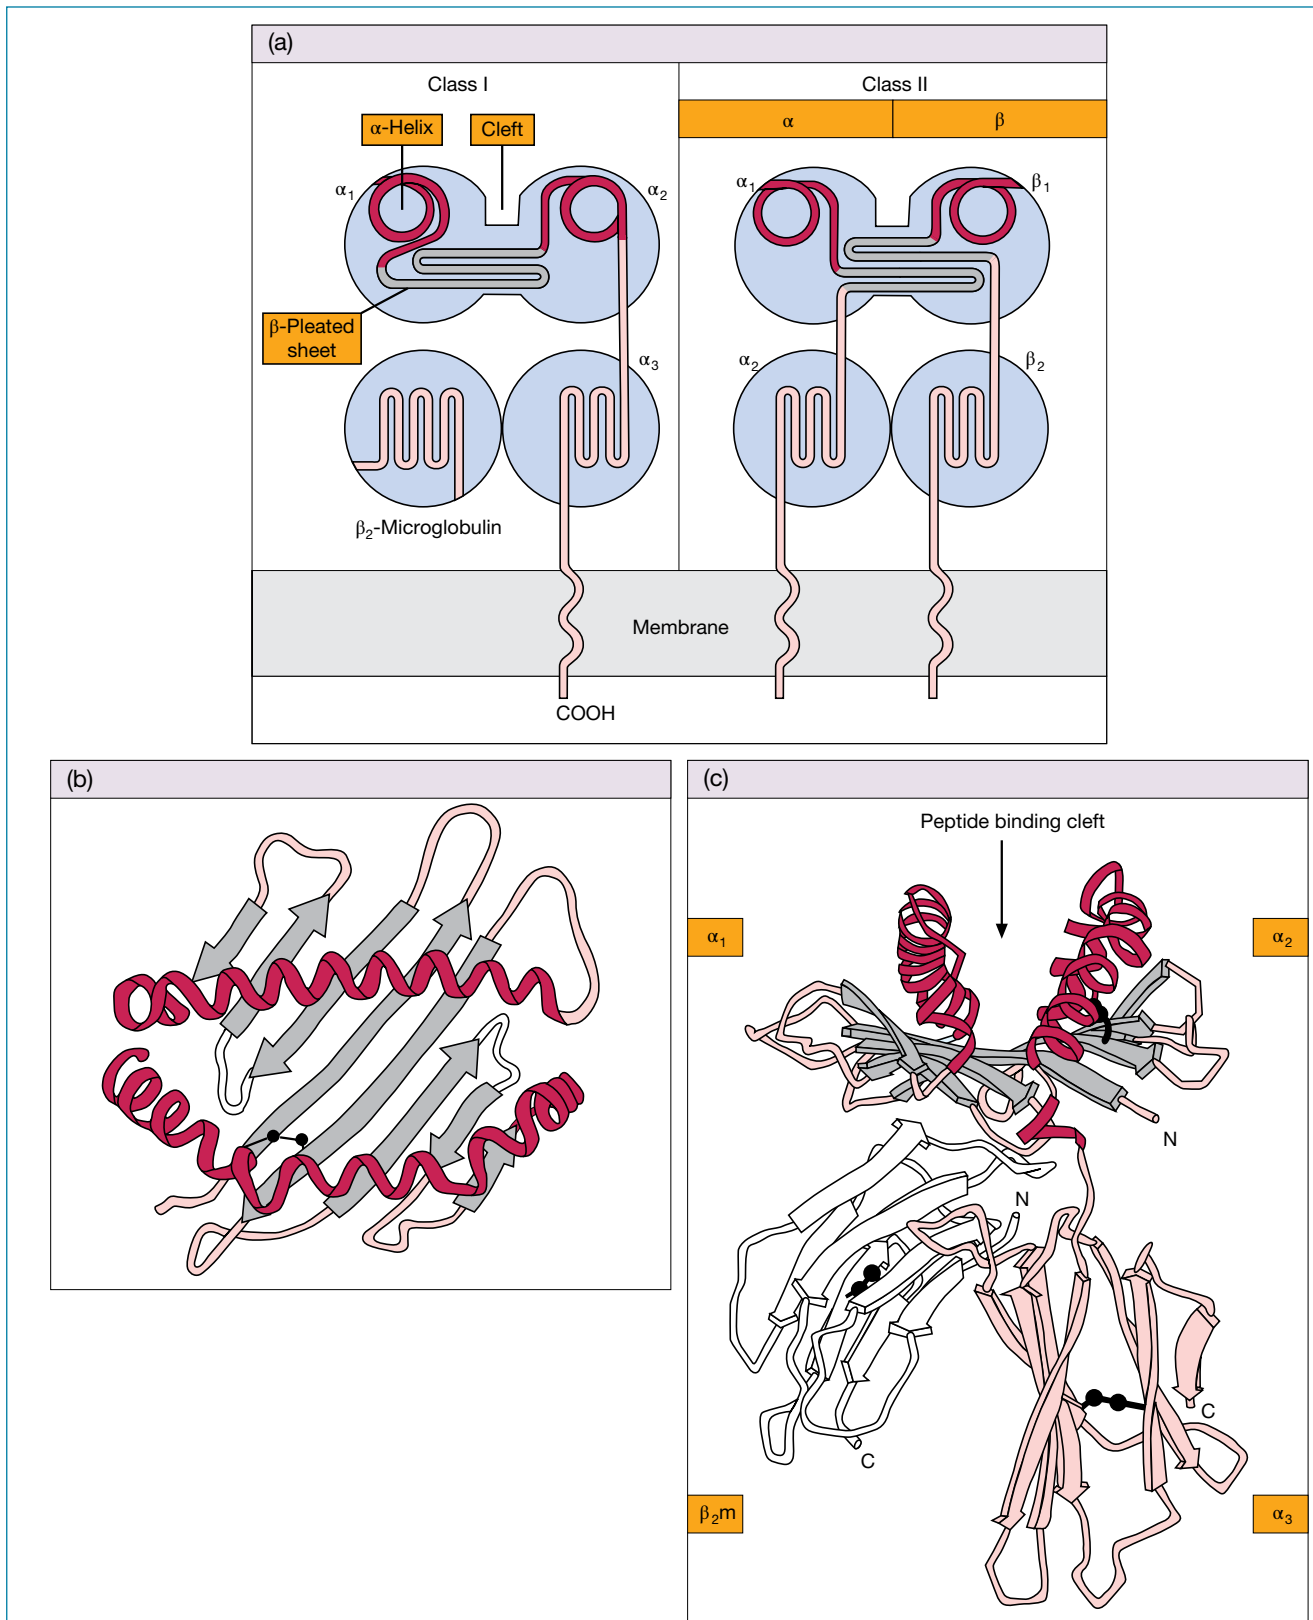 (a)
Class I
Class II
α
β
α-Helix
Cleft
α₁
α₂
α₁
β₁
β-Pleated
sheet
α₃
α₂
β₂
β₂-Microglobulin
Membrane
COOH
(b)
(c)
Peptide binding cleft
α₁
α₂
N
N
C
C
β₂m
α₃